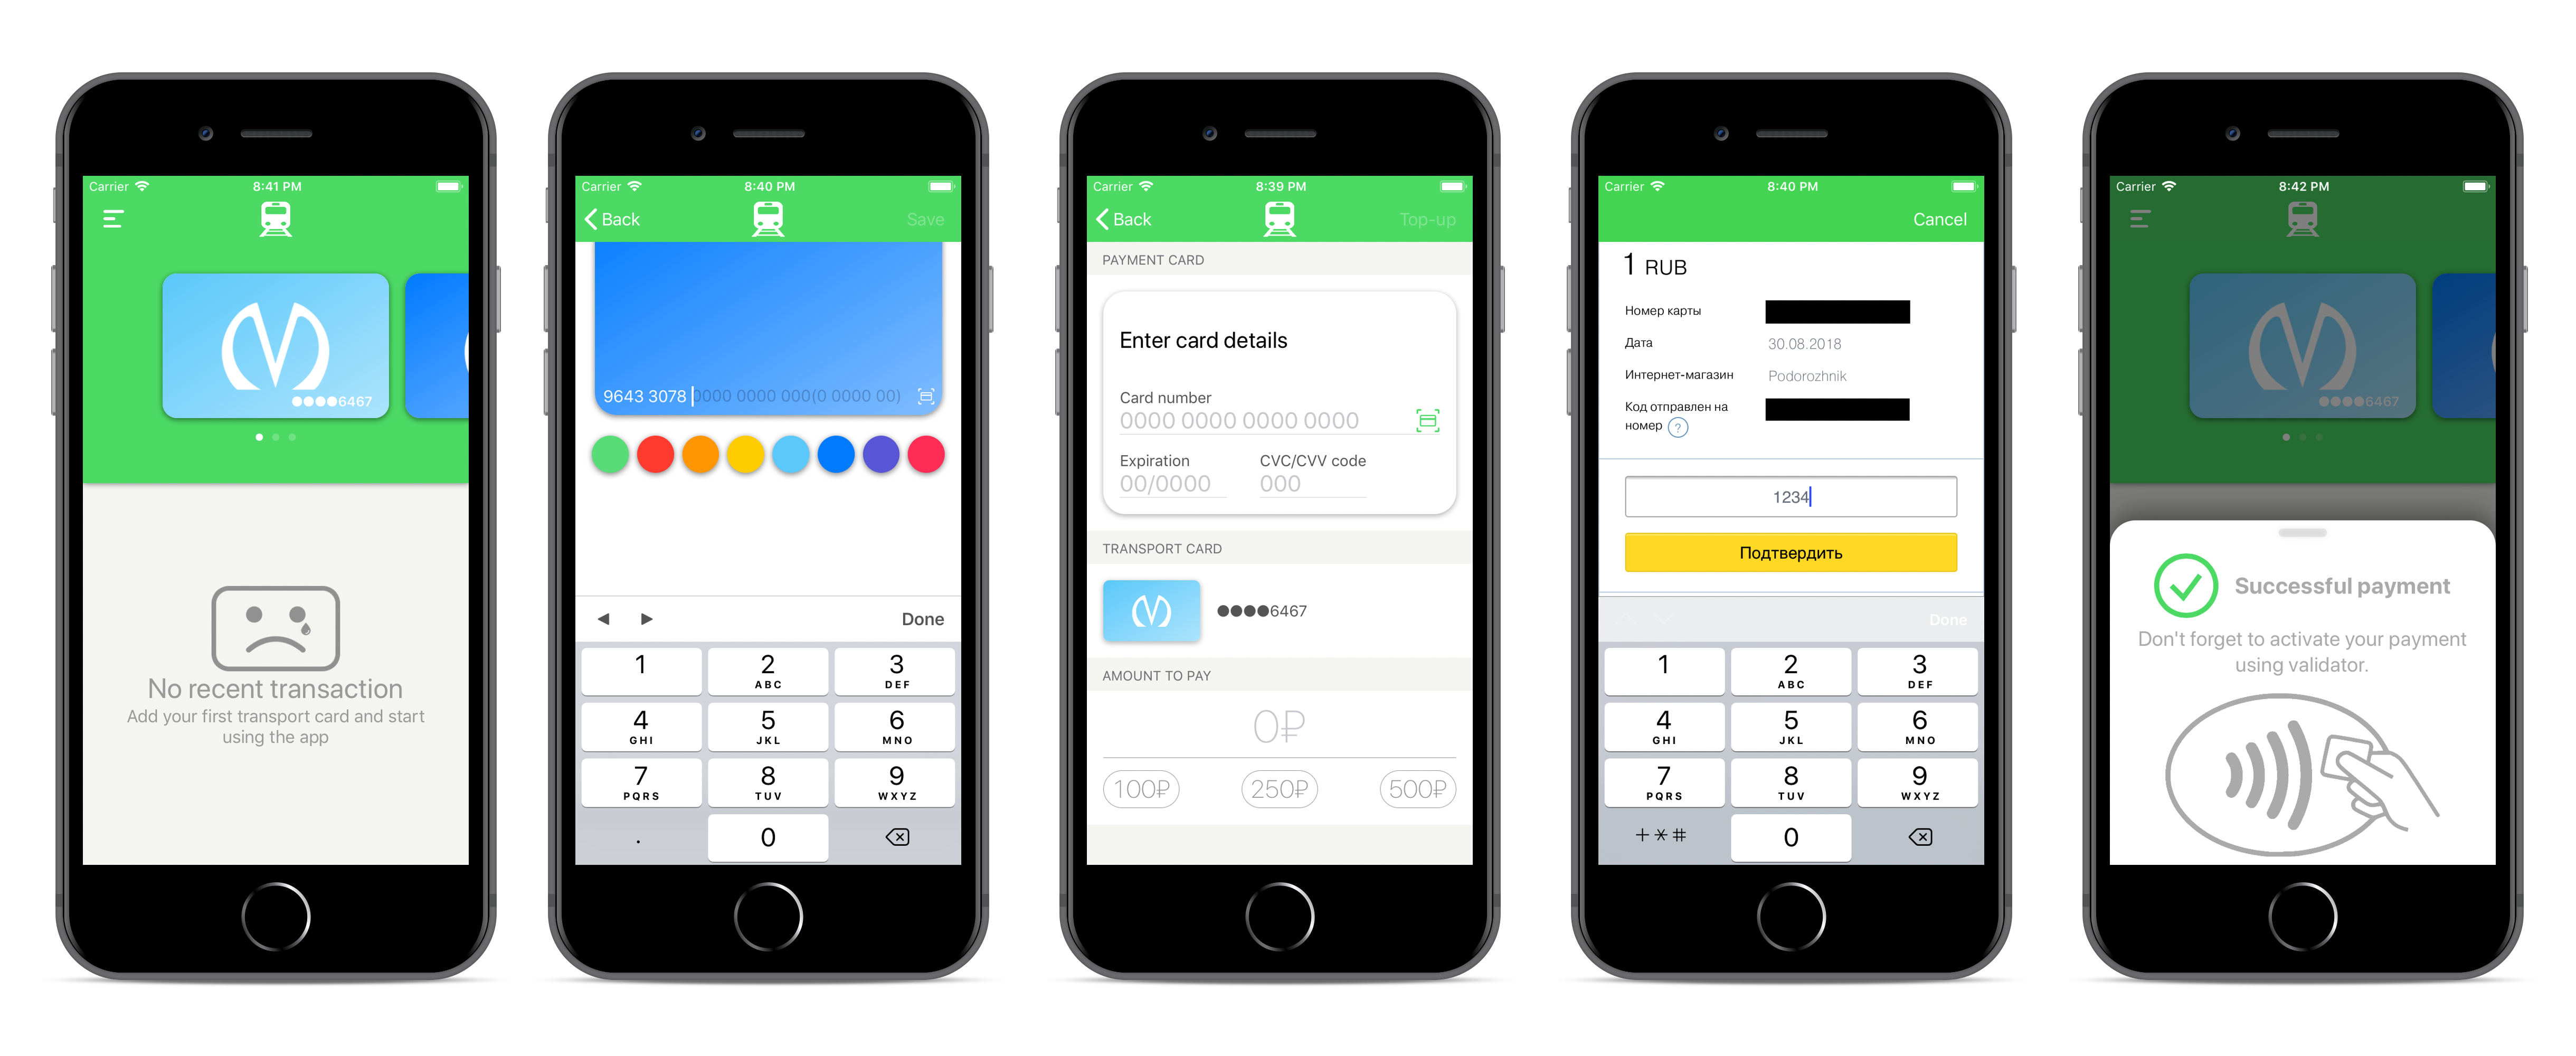 Carrier 8:41 PM
●●●●6467
No recent transaction
Add your first transport card and start
using the app
Carrier 8:40 PM
Back Save
9643 3078 0000 0000 000(0 0000 00)
Done
1 2 3
ABC DEF
4 5 6
GHI JKL MNO
7 8 9
PQRS TUV WXYZ
. 0
Carrier 8:39 PM
Back Top-up
PAYMENT CARD
Enter card details
Card number
0000 0000 0000 0000
Expiration CVC/CVV code
00/0000 000
TRANSPORT CARD
●●●●6467
AMOUNT TO PAY
0₽
100₽ 250₽ 500₽
Carrier 8:40 PM
Cancel
1 RUB
Номер карты
Дата 30.08.2018
Интернет-магазин Podorozhnik
Код отправлен на
номер ?
1234
Подтвердить
Done
1 2 3
ABC DEF
4 5 6
GHI JKL MNO
7 8 9
PQRS TUV WXYZ
+*# 0
Carrier 8:42 PM
●●●●6467
Successful payment
Don't forget to activate your payment
using validator.